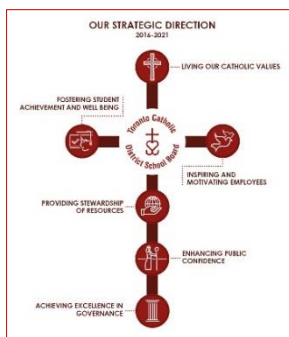 OUR STRATEGIC DIRECTION
2016-2021
LIVING OUR CATHOLIC VALUES
FOSTERING STUDENT
ACHIEVEMENT AND WELL BEING
Toronto Catholic
District School Board
INSPIRING AND
MOTIVATING EMPLOYEES
PROVIDING STEWARDSHIP
OF RESOURCES
ENHANCING PUBLIC
CONFIDENCE
ACHIEVING EXCELLENCE IN
GOVERNANCE